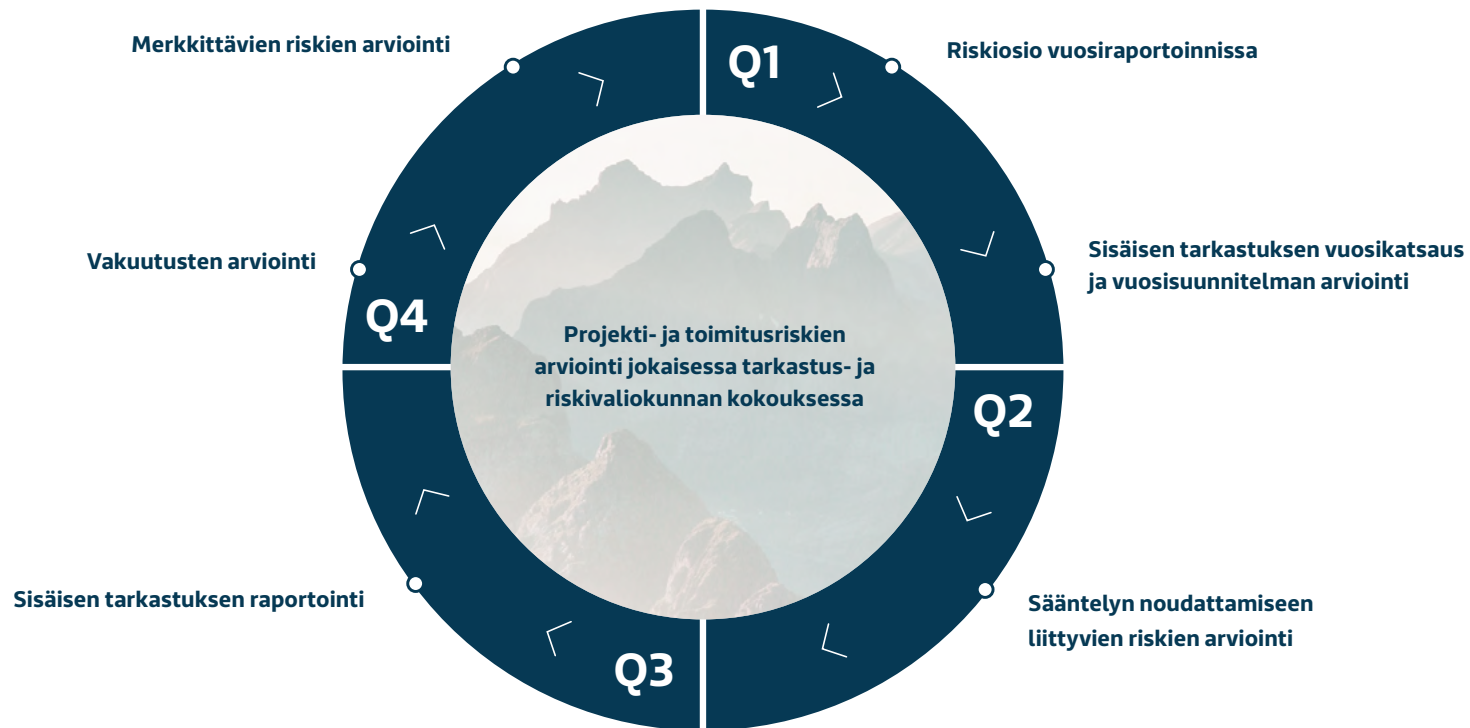 Merkkittävien riskien arviointi
Q1
Riskiosio vuosiraportoinnissa
Sisäisen tarkastuksen vuosikatsaus
ja vuosisuunnitelman arviointi
Vakuutusten arviointi
Q4
Projekti- ja toimitusriskien
arviointi jokaisessa tarkastus- ja
riskivaliokunnan kokouksessa
Q2
Sisäisen tarkastuksen raportointi
Sääntelyn noudattamiseen
liittyvien riskien arviointi
Q3